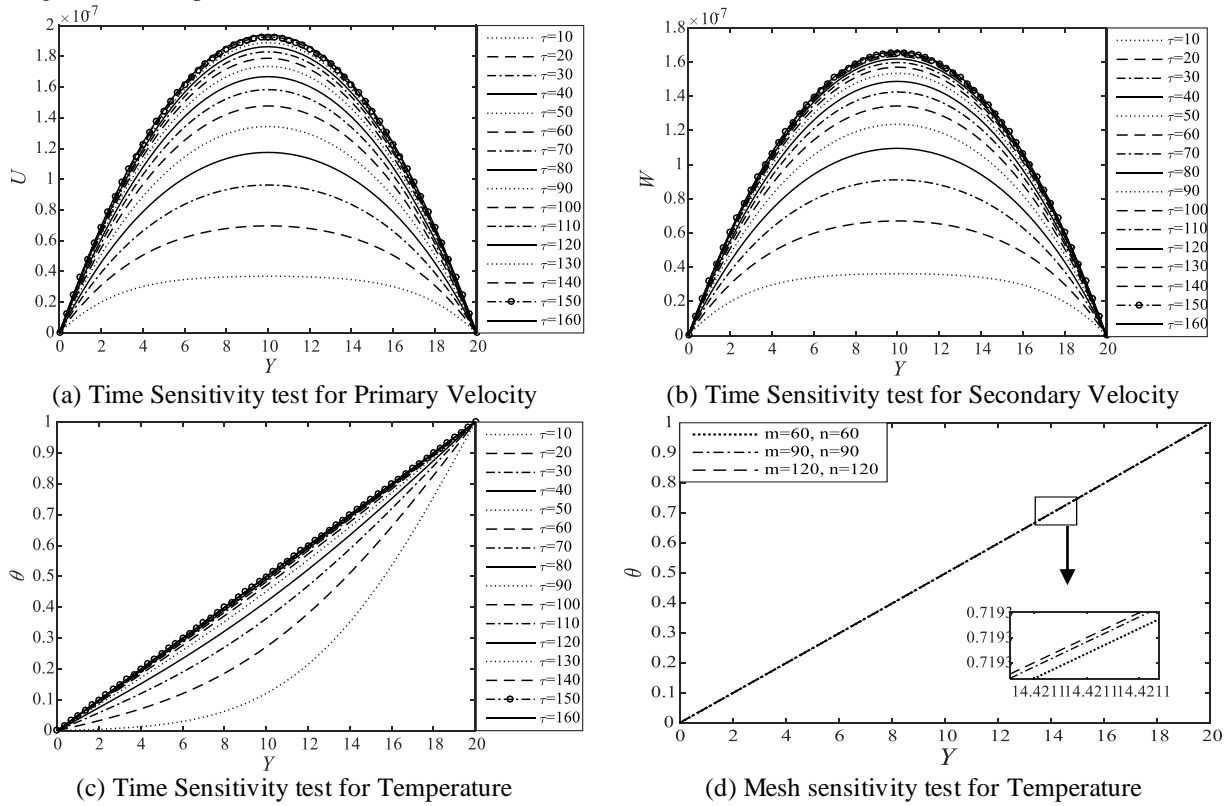 ×10⁻⁷
2
1.8
1.6
1.4
1.2
1
0.8
0.6
0.4
0.2
0
U
0 2 4 6 8 10 12 14 16 18 20
Y
τ=10
τ=20
τ=30
τ=40
τ=50
τ=60
τ=70
τ=80
τ=90
τ=100
τ=110
τ=120
τ=130
τ=140
τ=150
τ=160
(a) Time Sensitivity test for Primary Velocity
×10⁻⁷
1.8
1.6
1.4
1.2
1
0.8
0.6
0.4
0.2
0
W
0 2 4 6 8 10 12 14 16 18 20
Y
τ=10
τ=20
τ=30
τ=40
τ=50
τ=60
τ=70
τ=80
τ=90
τ=100
τ=110
τ=120
τ=130
τ=140
τ=150
τ=160
(b) Time Sensitivity test for Secondary Velocity
1
0.9
0.8
0.7
0.6
0.5
0.4
0.3
0.2
0.1
0
θ
0 2 4 6 8 10 12 14 16 18 20
Y
τ=10
τ=20
τ=30
τ=40
τ=50
τ=60
τ=70
τ=80
τ=90
τ=100
τ=110
τ=120
τ=130
τ=140
τ=150
τ=160
(c) Time Sensitivity test for Temperature
1
0.9
0.8
0.7
0.6
0.5
0.4
0.3
0.2
0.1
0
θ
m=60, n=60
m=90, n=90
m=120, n=120
0.7193
0.7193
0.7193
14.4211 14.4211 14.4211
0 2 4 6 8 10 12 14 16 18 20
Y
(d) Mesh sensitivity test for Temperature